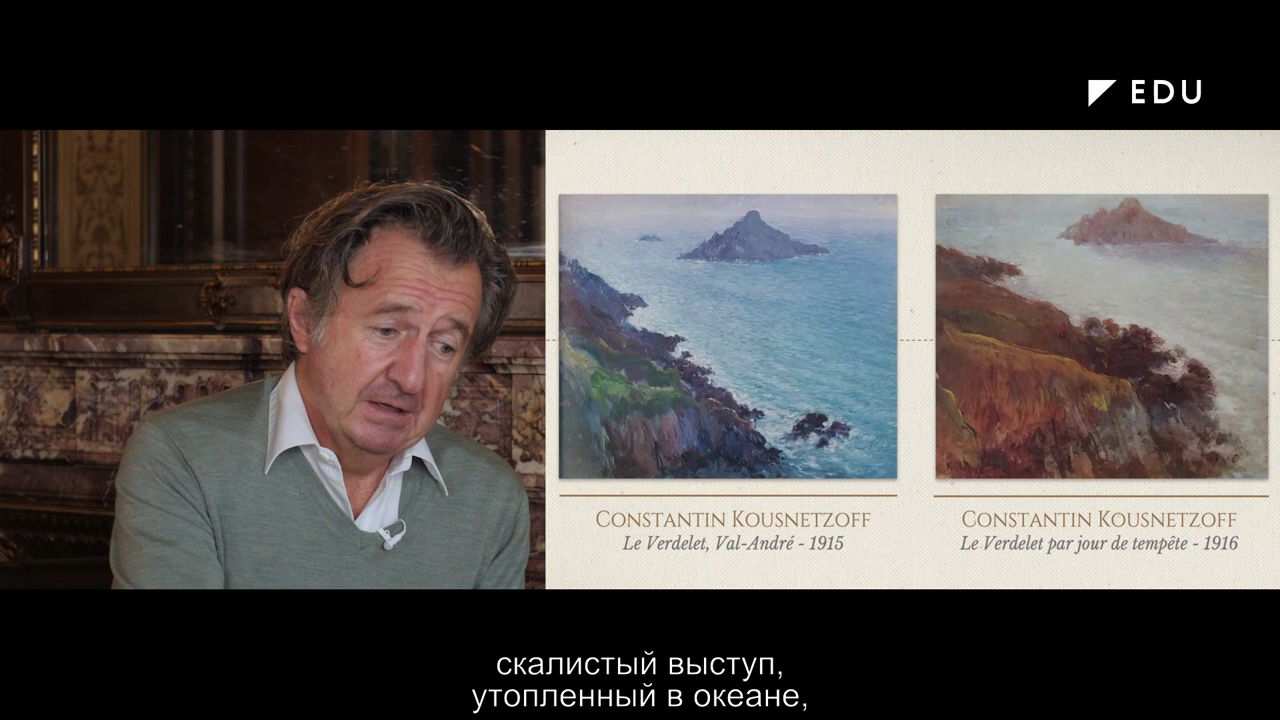 EDU
CONSTANTIN KOUSNETZOFF
Le Verdelet, Val-André - 1915
CONSTANTIN KOUSNETZOFF
Le Verdelet par jour de tempête - 1916
скалистый выступ,
утопленный в океане,